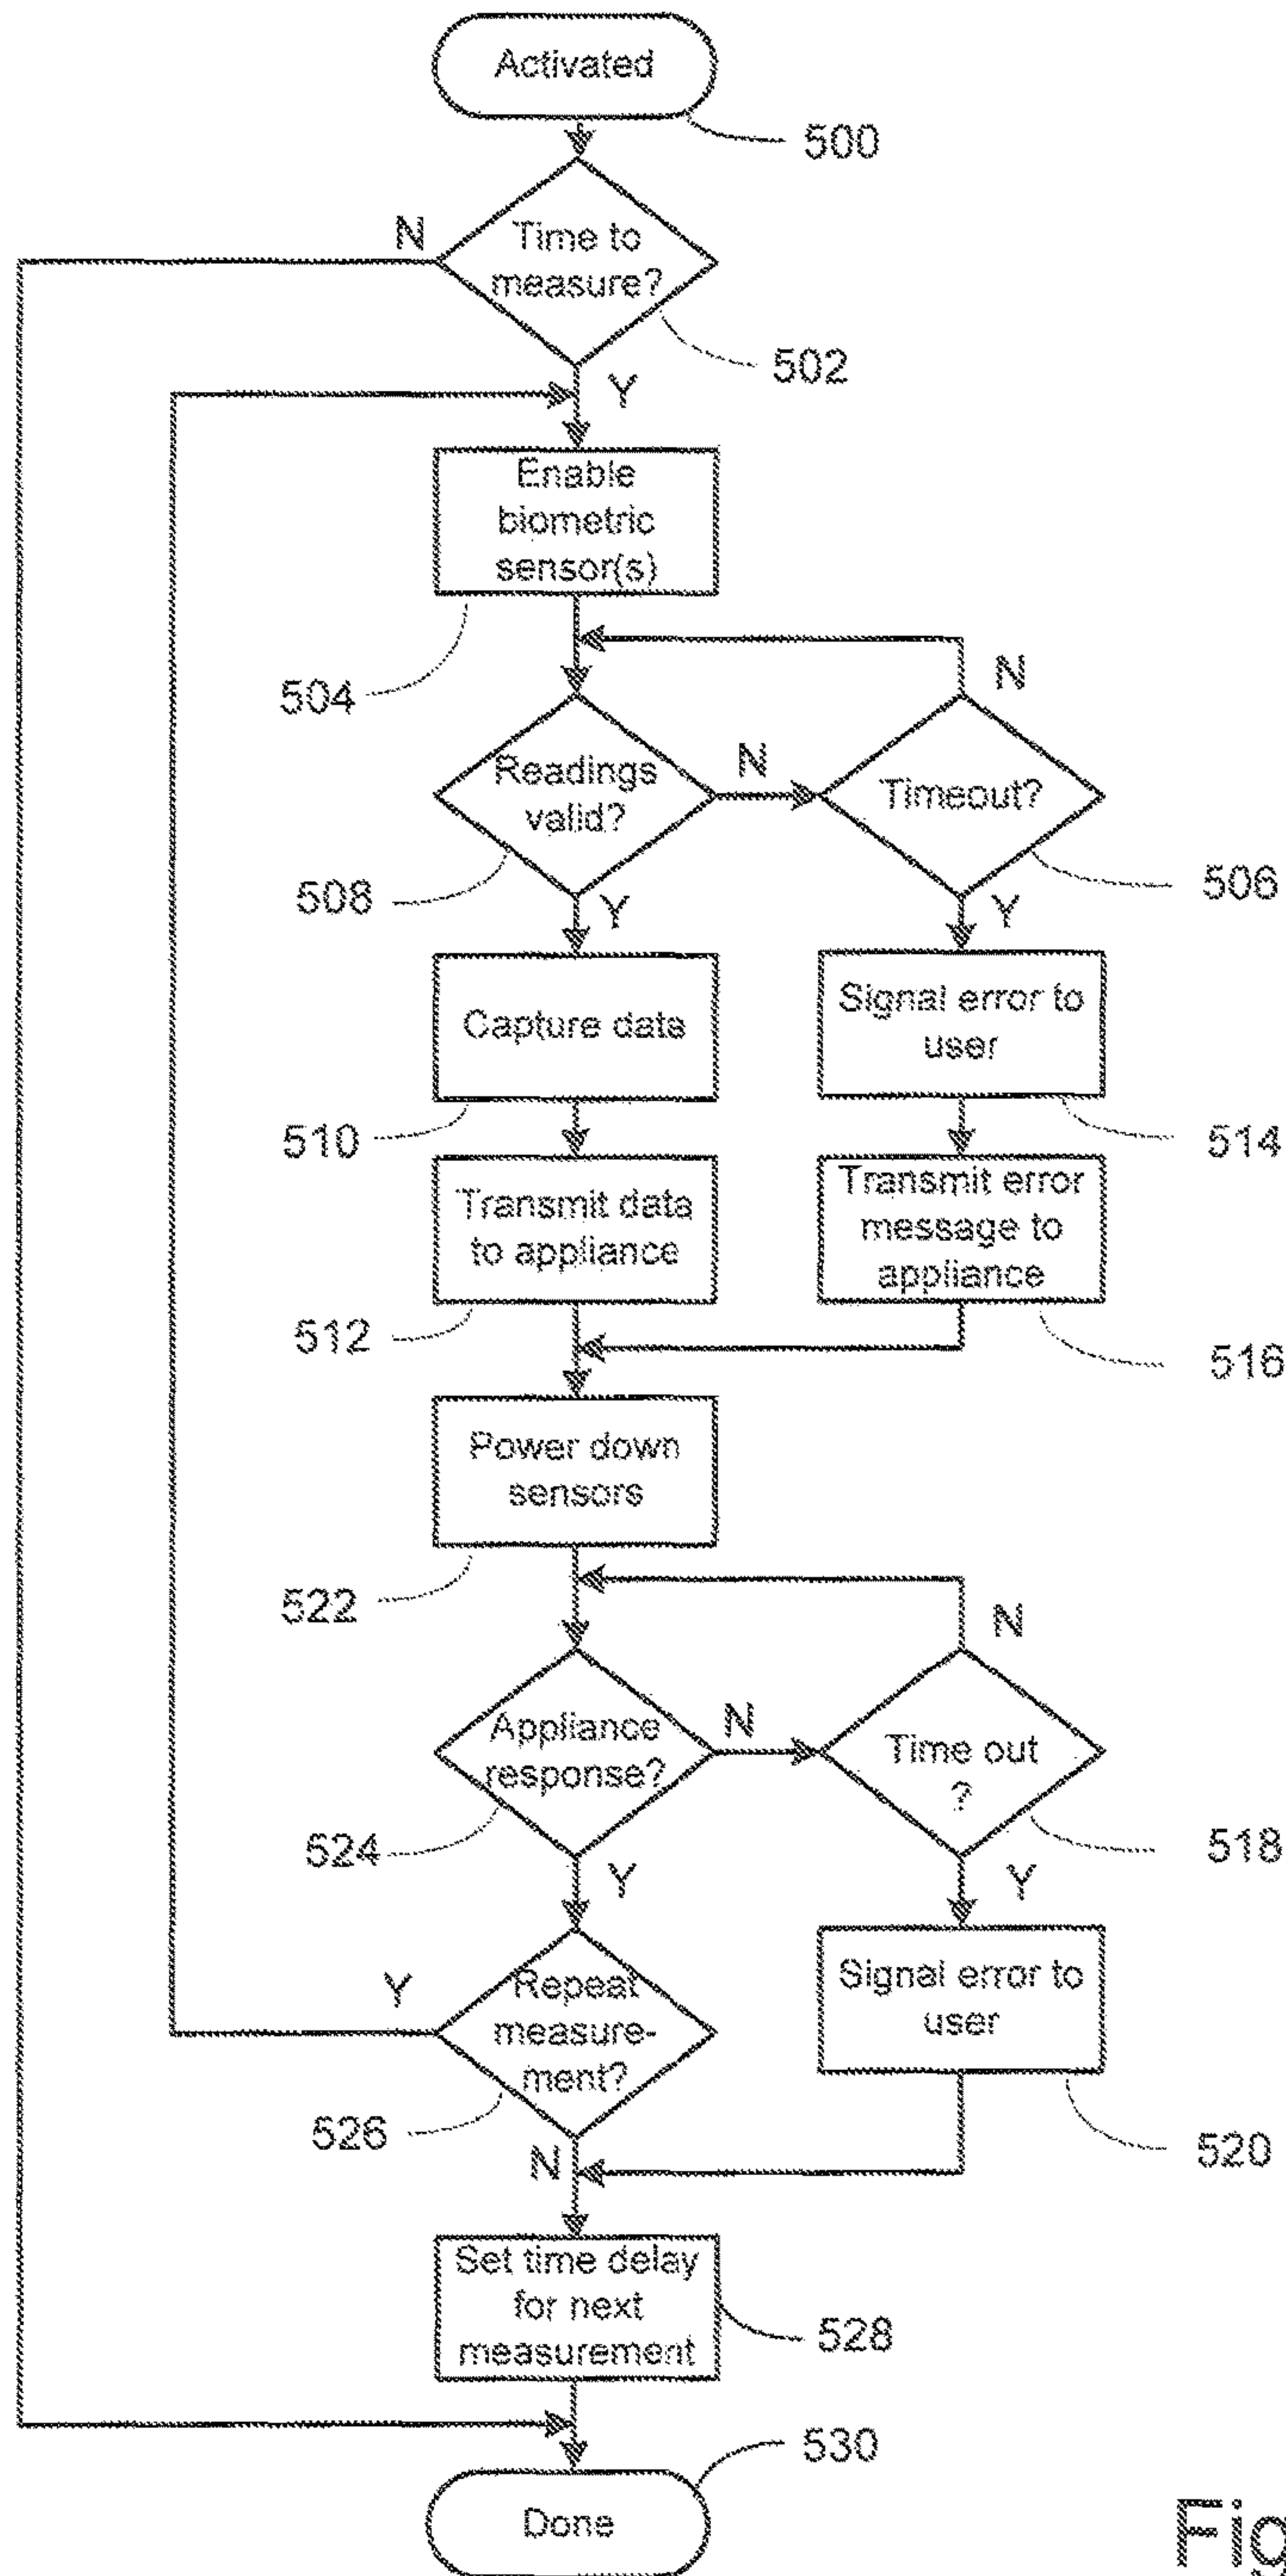 Activated
500
N
Time to
measure?
502
Y
Enable
biometric
sensor(s)
504
N
Readings
valid?
N
Timeout?
508
506
Y
Y
Capture data
Signal error to
user
510
514
Transmit data
to appliance
Transmit error
message to
appliance
512
516
Power down
sensors
522
N
Appliance
response?
N
Time out
?
524
518
Y
Y
Y
Repeat
measure-
ment?
Signal error to
user
526
520
N
Set time delay
for next
measurement
528
530
Done
Fig